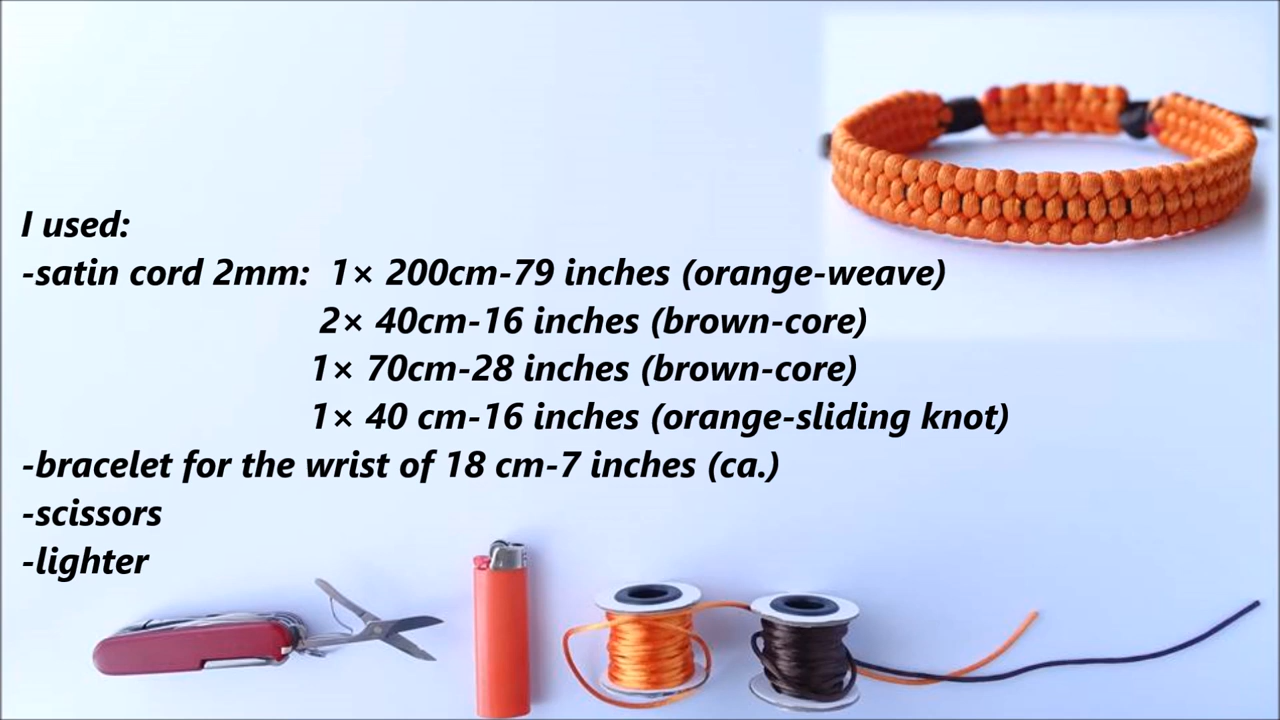 I used:
-satin cord 2mm: 1× 200cm-79 inches (orange-weave)
2× 40cm-16 inches (brown-core)
1× 70cm-28 inches (brown-core)
1× 40 cm-16 inches (orange-sliding knot)
-bracelet for the wrist of 18 cm-7 inches (ca.)
-scissors
-lighter